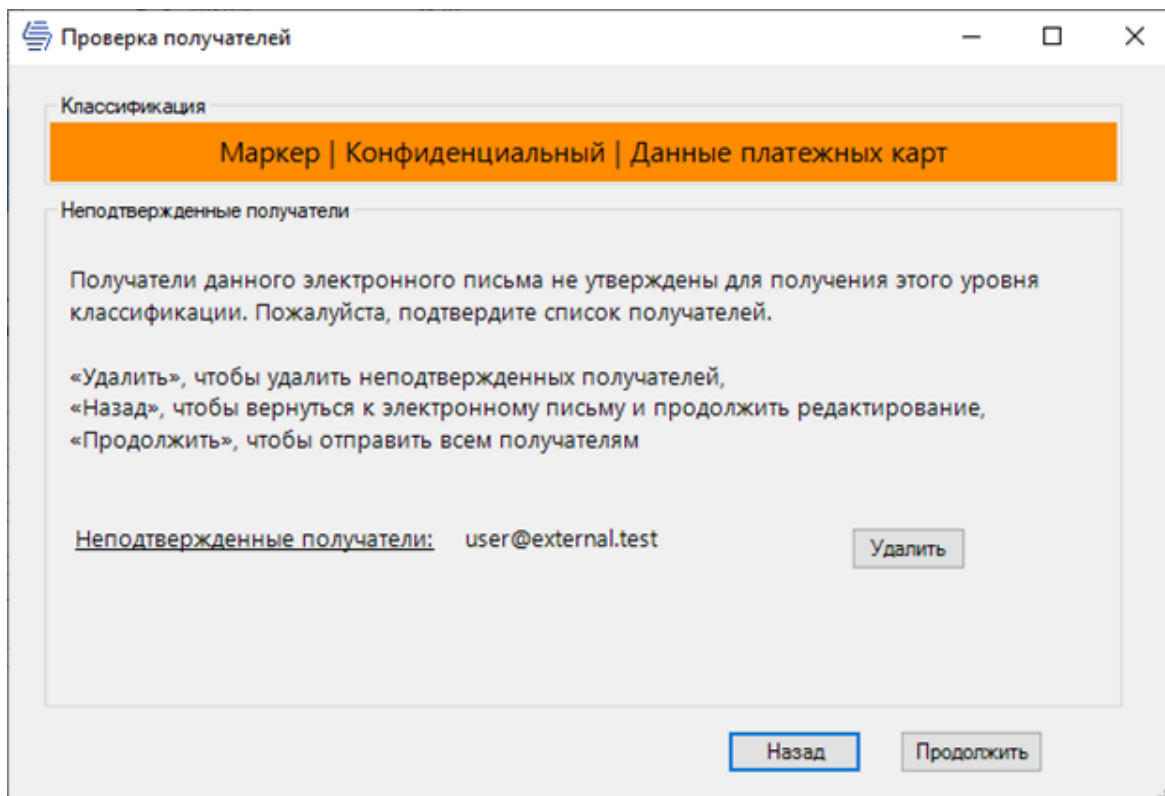 Проверка получателей
Классификация
Маркер | Конфиденциальный | Данные платежных карт
Неподтвержденные получатели
Получатели данного электронного письма не утверждены для получения этого уровня
классификации. Пожалуйста, подтвердите список получателей.
«Удалить», чтобы удалить неподтвержденных получателей,
«Назад», чтобы вернуться к электронному письму и продолжить редактирование,
«Продолжить», чтобы отправить всем получателям
Неподтвержденные получатели: user@external.test Удалить
Назад Продолжить